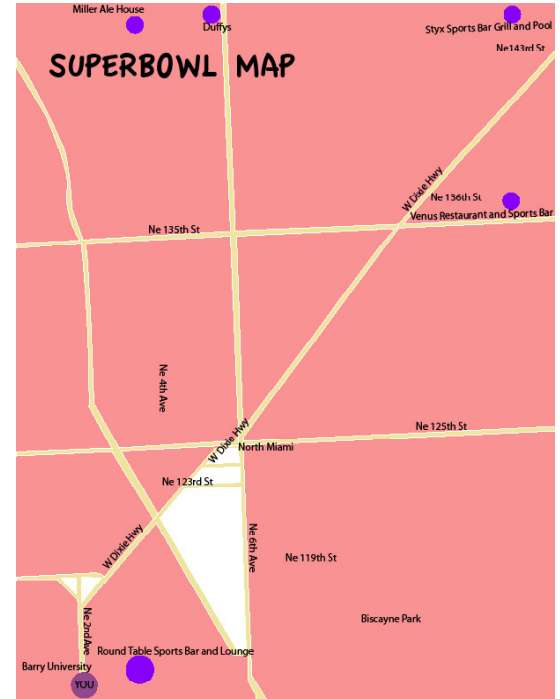 Miller Ale House
Duffys
Styx Sports Bar Grill and Pool
Ne143rd St
SUPERBOWL MAP
W Dixie Hwy
Ne 136th St
Venus Restaurant and Sports Bar
Ne 135th St
Ne 4th Ave
Ne 125th St
W Dixie Hwy
North Miami
Ne 123rd St
W Dixie Hwy
Ne 6th Ave
Ne 119th St
Ne 2nd Ave
Biscayne Park
Round Table Sports Bar and Lounge
Barry University
YOU